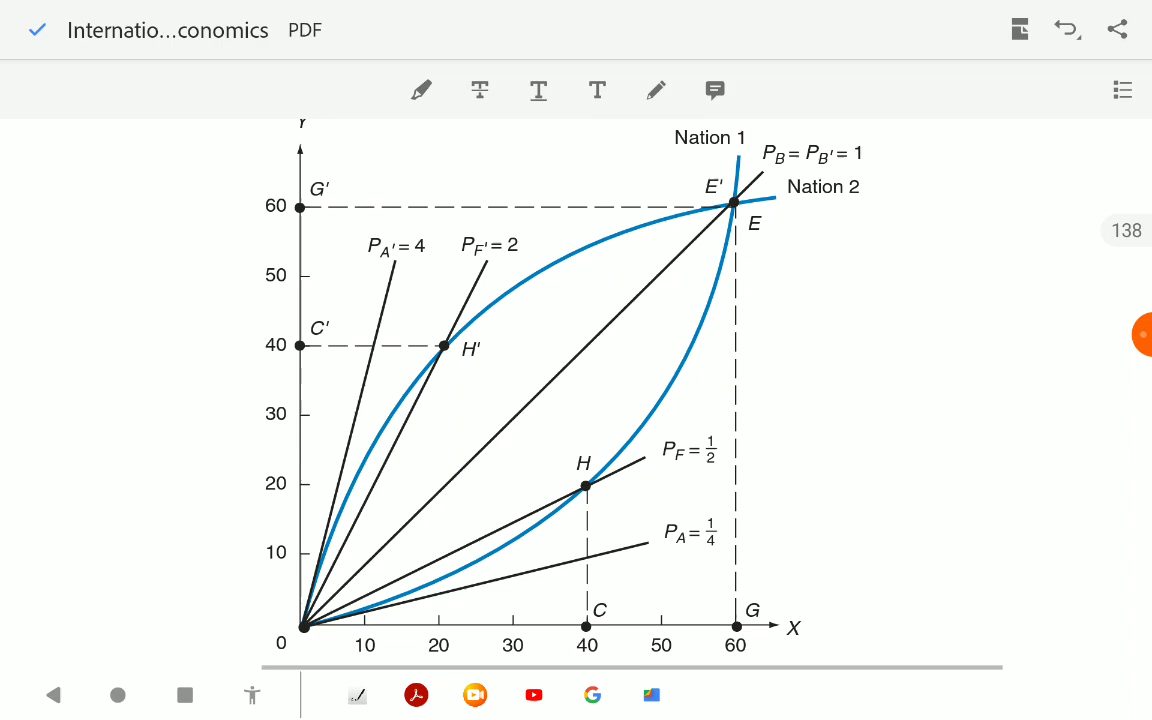 Internatio...conomics PDF
Y
Nation 1
P_B = P_B' = 1
Nation 2
E'
G'
60
E
138
P_A' = 4
P_F' = 2
50
C'
40
H'
30
P_F = 1/2
H
20
P_A = 1/4
10
C
G
X
0
10 20 30 40 50 60